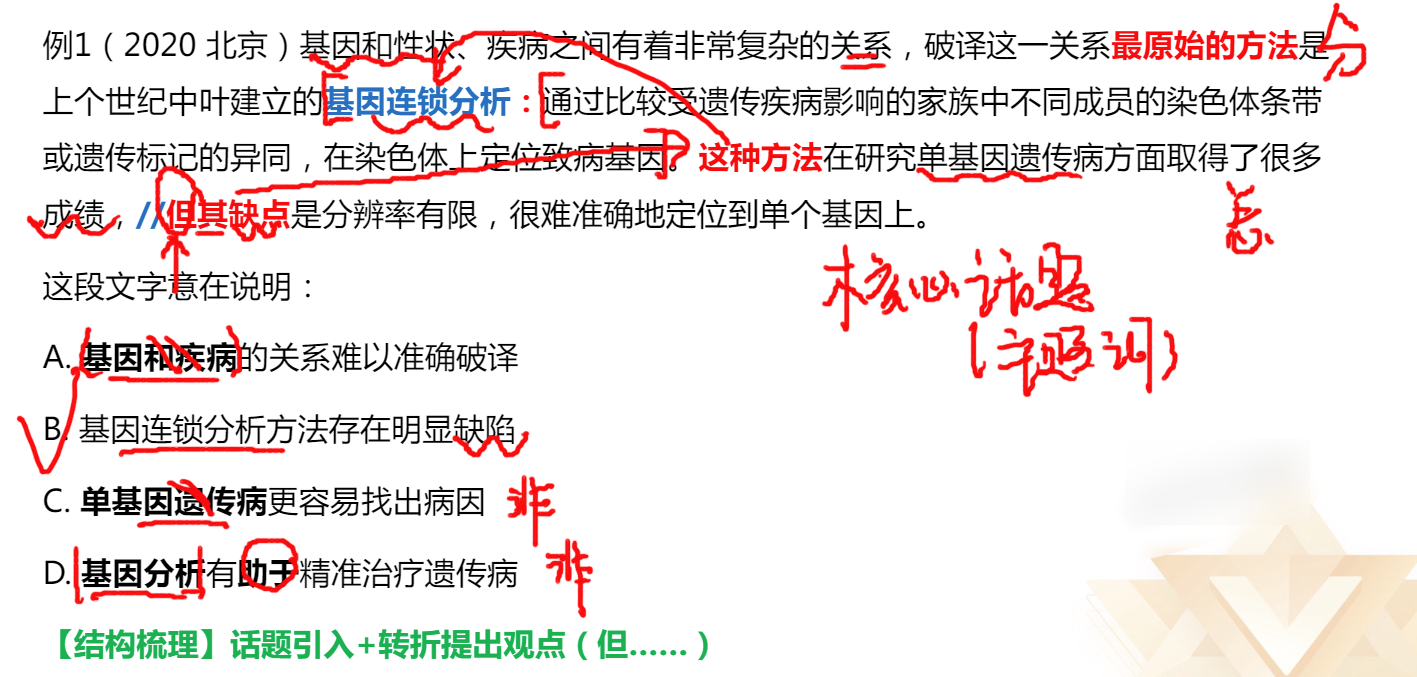 例1（2020 北京）基因和性状、疾病之间有着非常复杂的关系，破译这一关系最原始的方法是
分
上个世纪中叶建立的基因连锁分析：通过比较受遗传疾病影响的家族中不同成员的染色体条带
或遗传标记的异同，在染色体上定位致病基因。这种方法在研究单基因遗传病方面取得了很多
成绩，//但其缺点是分辨率有限，很难准确地定位到单个基因上。
总
这段文字意在说明：
核心话题
（主题词）
A. 基因和疾病的关系难以准确破译
B. 基因连锁分析方法存在明显缺陷
C. 单基因遗传病更容易找出病因
非
D. 基因分析有助于精准治疗遗传病
非
【结构梳理】话题引入+转折提出观点（但……）